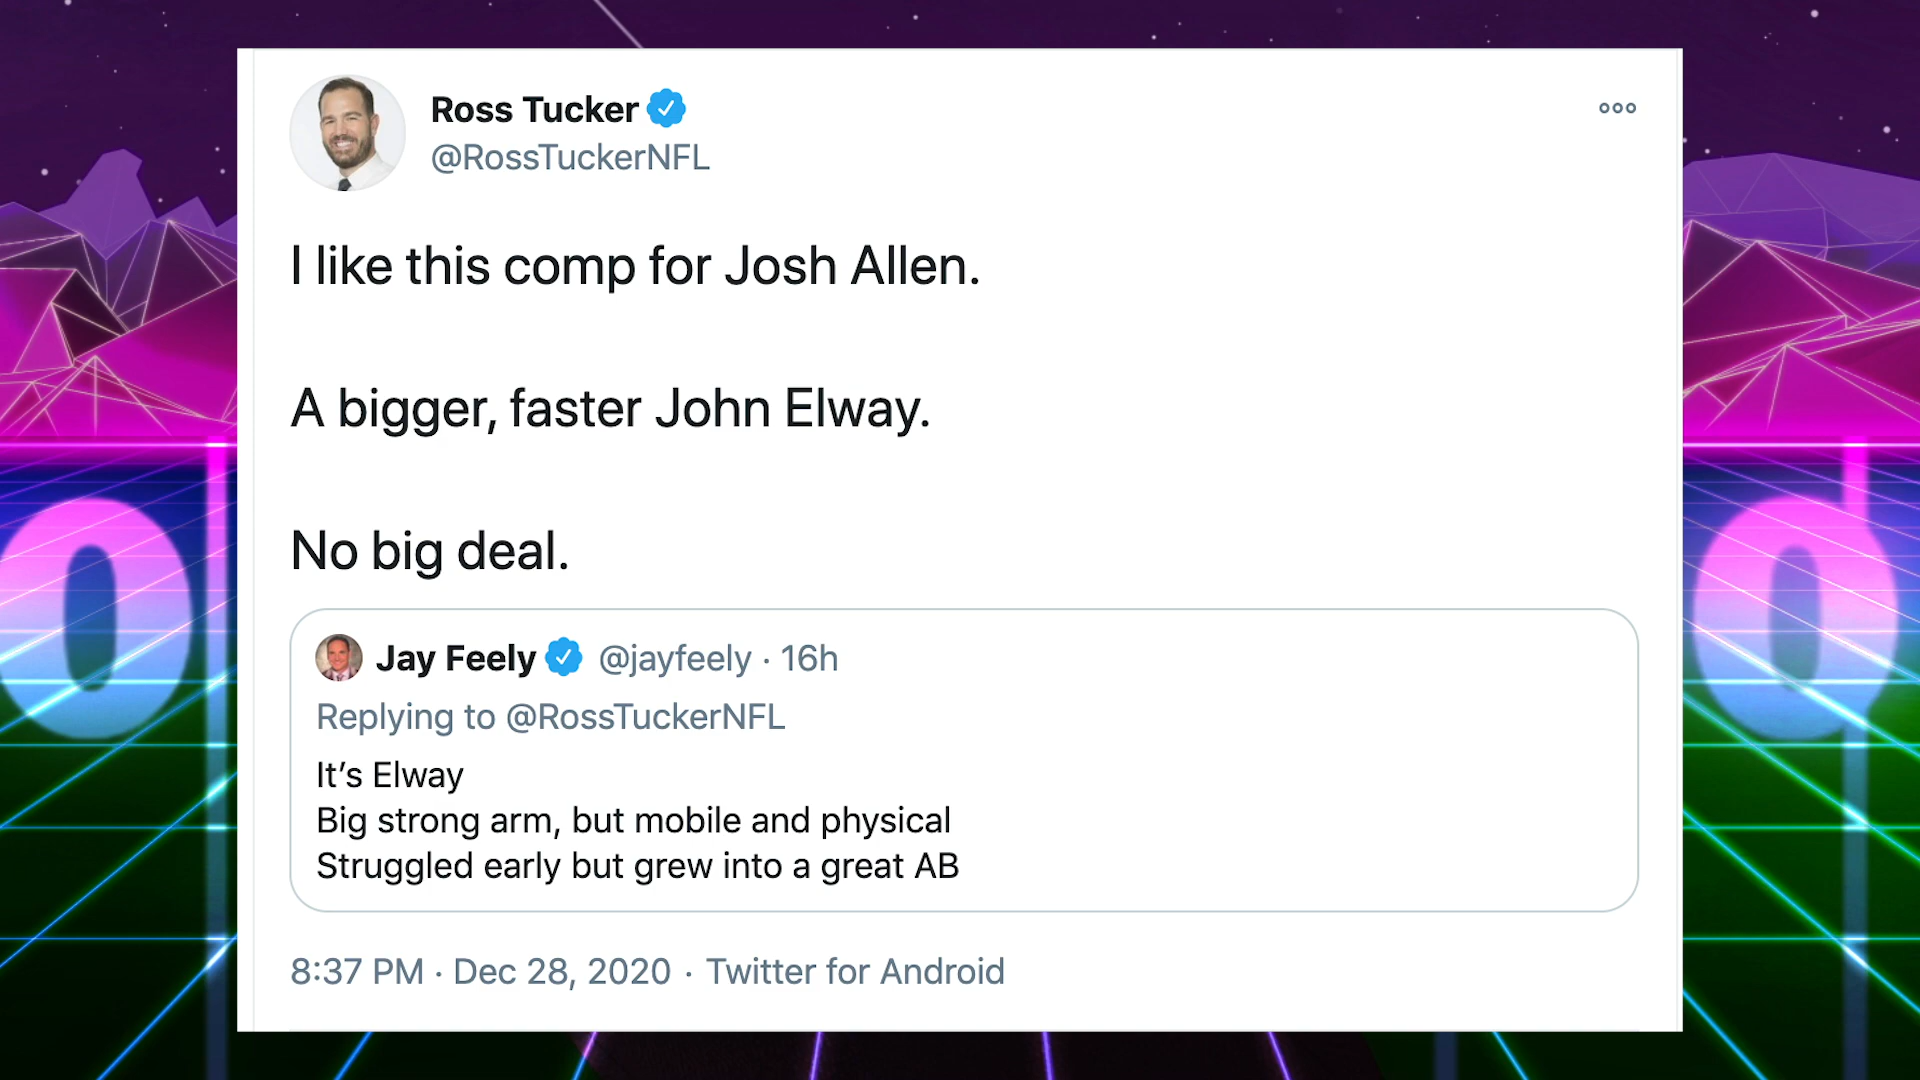 Ross Tucker
@RossTuckerNFL
I like this comp for Josh Allen.
A bigger, faster John Elway.
No big deal.
Jay Feely @jayfeely · 16h
Replying to @RossTuckerNFL
It’s Elway
Big strong arm, but mobile and physical
Struggled early but grew into a great AB
8:37 PM · Dec 28, 2020 · Twitter for Android